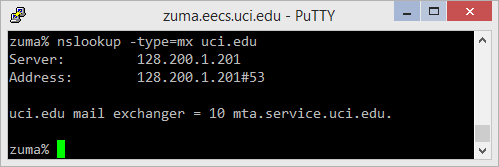 zuma.eecs.uci.edu - PuTTY
zuma% nslookup -type=mx uci.edu
Server:         128.200.1.201
Address:        128.200.1.201#53

uci.edu mail exchanger = 10 mta.service.uci.edu.

zuma%